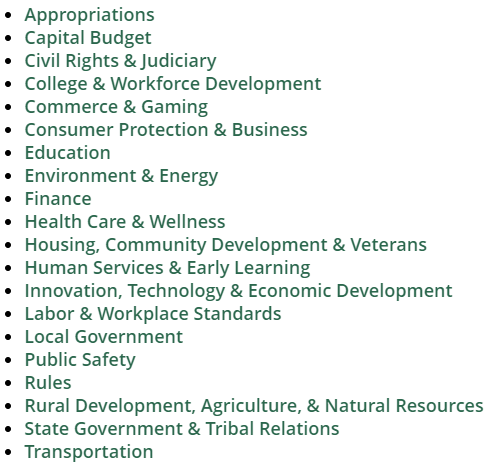 Appropriations
Capital Budget
Civil Rights & Judiciary
College & Workforce Development
Commerce & Gaming
Consumer Protection & Business
Education
Environment & Energy
Finance
Health Care & Wellness
Housing, Community Development & Veterans
Human Services & Early Learning
Innovation, Technology & Economic Development
Labor & Workplace Standards
Local Government
Public Safety
Rules
Rural Development, Agriculture, & Natural Resources
State Government & Tribal Relations
Transportation